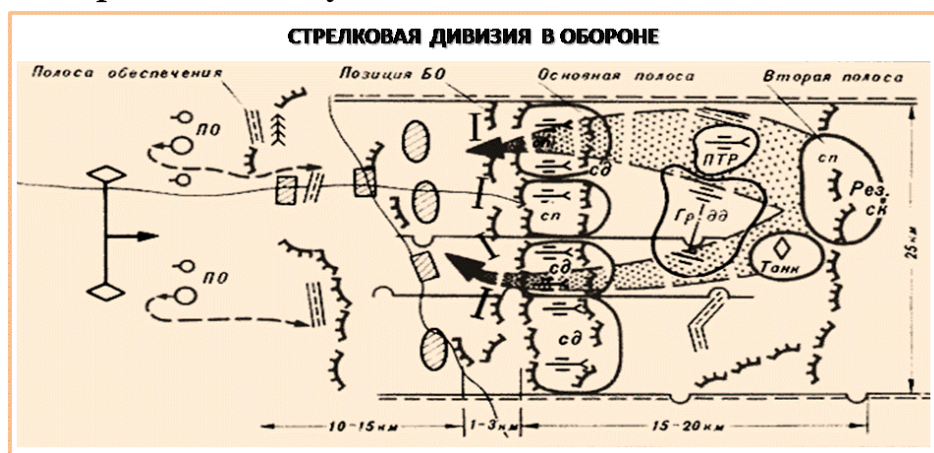 СТРЕЛКОВАЯ ДИВИЗИЯ В ОБОРОНЕ
Полоса обеспечения
Позиция БО
Основная полоса
Вторая полоса
ПО
сд
ПТР
сп
Рез.
ск
сп
Гр дд
25 км
ПО
сд
Танк
сд
10-15 км
1-3 км
15-20 км